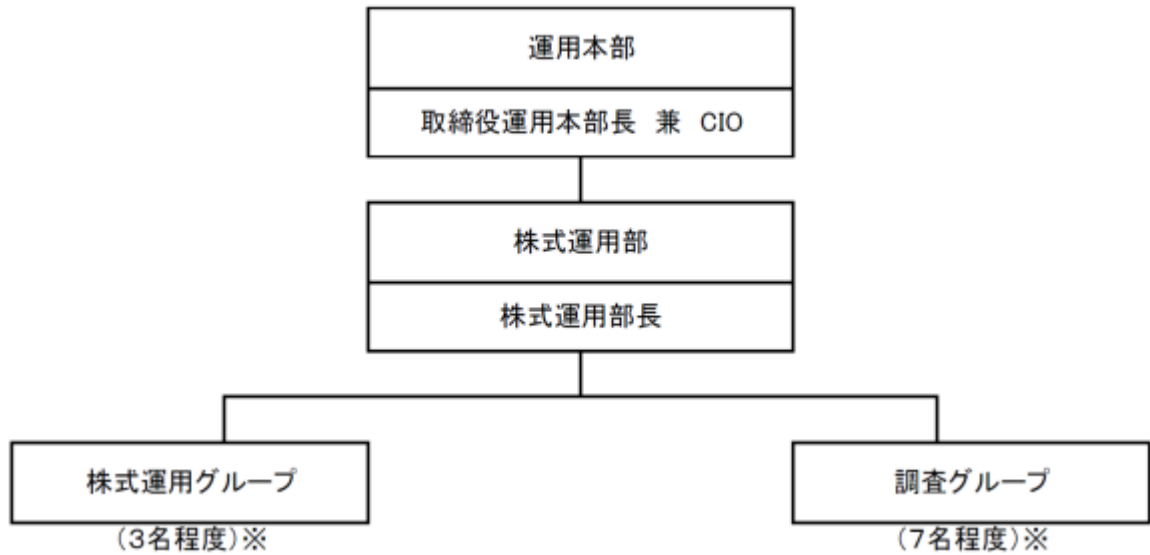 運用本部
取締役運用本部長 兼 CIO
株式運用部
株式運用部長
株式運用グループ
調査グループ
(3名程度)※
(7名程度)※